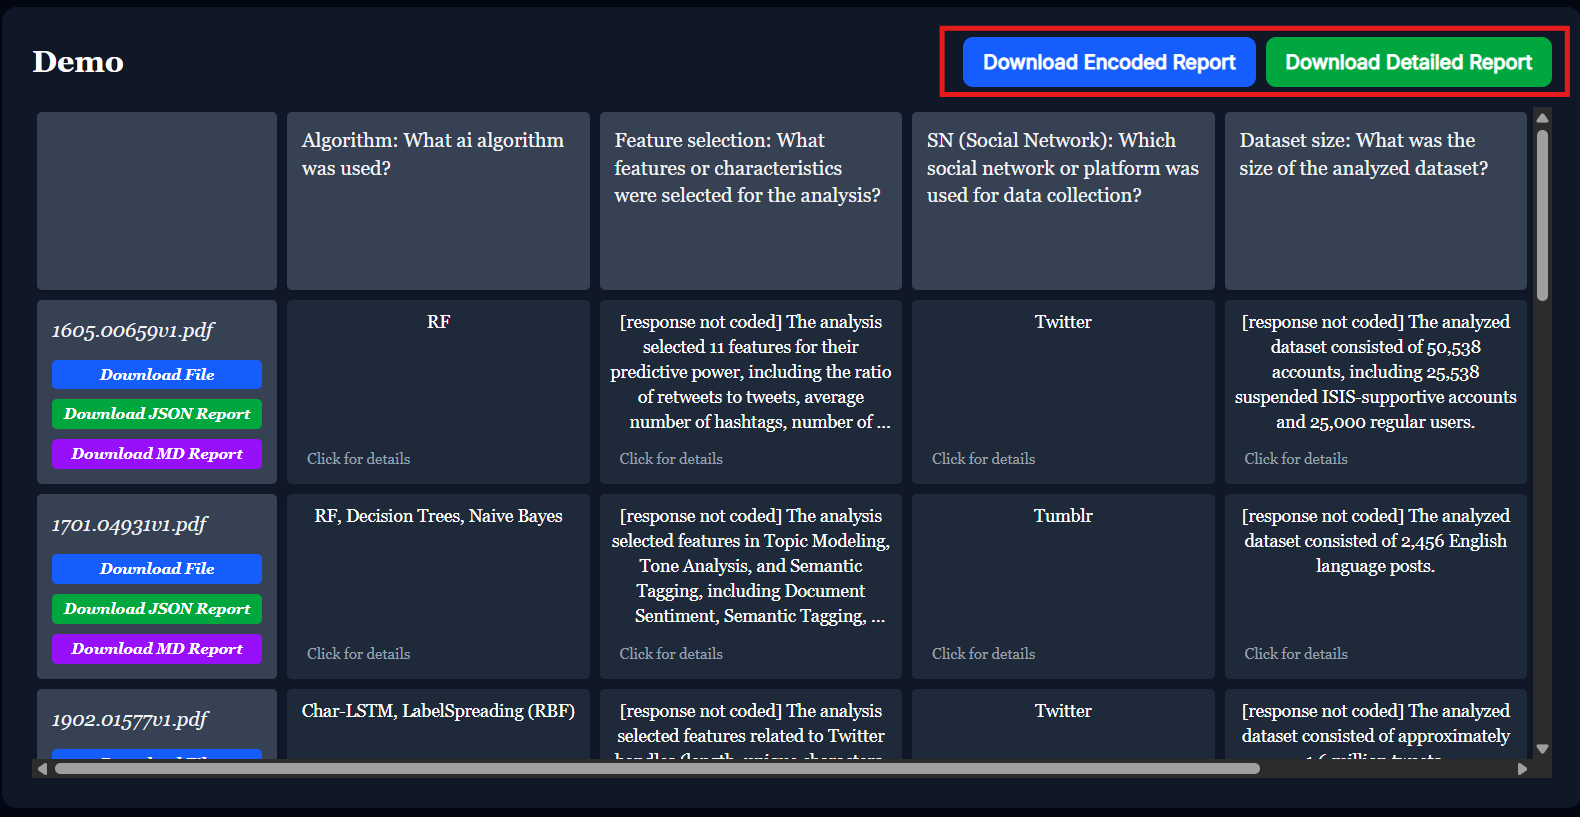 Demo
Download Encoded Report
Download Detailed Report
Algorithm: What ai algorithm
was used?
Feature selection: What
features or characteristics
were selected for the analysis?
SN (Social Network): Which
social network or platform was
used for data collection?
Dataset size: What was the
size of the analyzed dataset?
1605.00659v1.pdf
Download File
Download JSON Report
Download MD Report
RF
Click for details
[response not coded] The analysis
selected 11 features for their
predictive power, including the ratio
of retweets to tweets, average
number of hashtags, number of ...
Click for details
Twitter
Click for details
[response not coded] The analyzed
dataset consisted of 50,538
accounts, including 25,538
suspended ISIS-supportive accounts
and 25,000 regular users.
Click for details
1701.04931v1.pdf
Download File
Download JSON Report
Download MD Report
RF, Decision Trees, Naive Bayes
Click for details
[response not coded] The analysis
selected features in Topic Modeling,
Tone Analysis, and Semantic
Tagging, including Document
Sentiment, Semantic Tagging, ...
Click for details
Tumblr
Click for details
[response not coded] The analyzed
dataset consisted of 2,456 English
language posts.
Click for details
1902.01577v1.pdf
Download File
Char-LSTM, LabelSpreading (RBF)
[response not coded] The analysis
selected features related to Twitter
handles (length, unique characters,
Twitter
[response not coded] The analyzed
dataset consisted of approximately
1.6 million tweets.